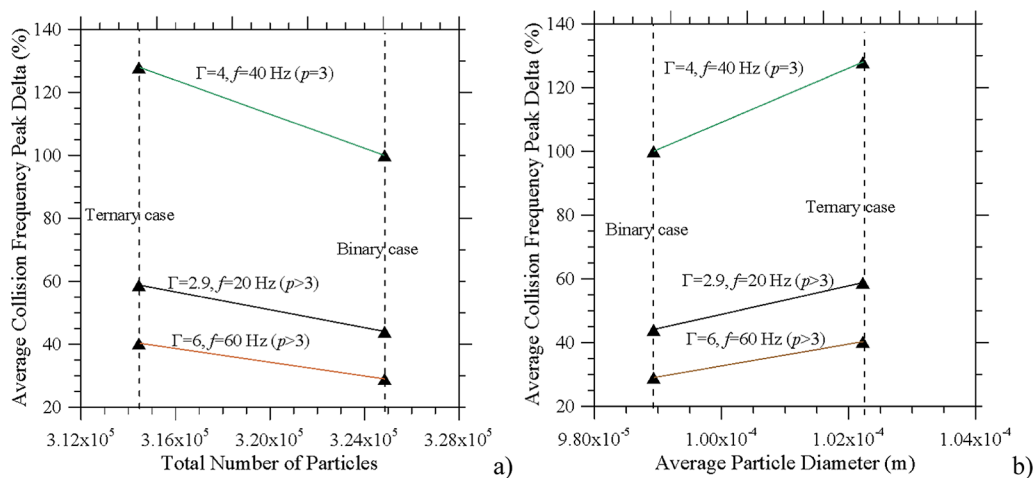 Average Collision Frequency Peak Delta (%)
140
120
100
80
60
40
20
Γ=4, f=40 Hz (p=3)
Ternary case
Binary case
Γ=2.9, f=20 Hz (p>3)
Γ=6, f=60 Hz (p>3)
3.12x10⁵ 3.16x10⁵ 3.20x10⁵ 3.24x10⁵ 3.28x10⁵
Total Number of Particles
a)
Average Collision Frequency Peak Delta (%)
140
120
100
80
60
40
20
Γ=4, f=40 Hz (p=3)
Ternary case
Binary case
Γ=2.9, f=20 Hz (p>3)
Γ=6, f=60 Hz (p>3)
9.80x10⁻⁵ 1.00x10⁻⁴ 1.02x10⁻⁴ 1.04x10⁻⁴
Average Particle Diameter (m)
b)